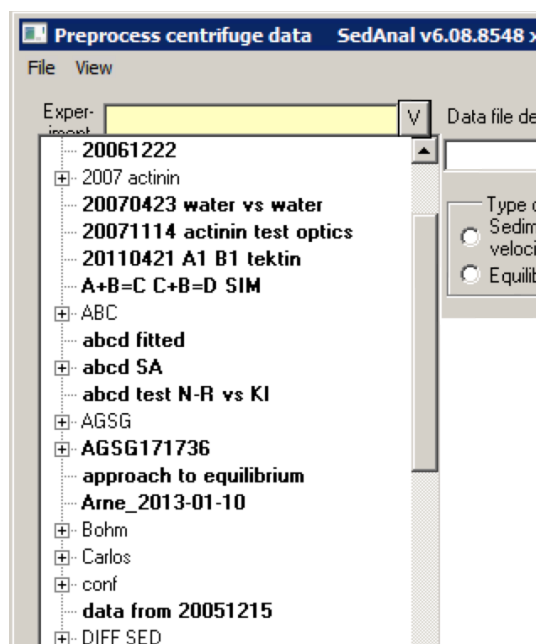 Preprocess centrifuge data SedAnal v6.08.8548
File View
Exper-
V
Data file
20061222
2007 actinin
20070423 water vs water
20071114 actinin test optics
20110421 A1 B1 tektin
A+B=C C+B=D SIM
ABC
abcd fitted
abcd SA
abcd test N-R vs KI
AGSG
AGSG171736
approach to equilibrium
Arne_2013-01-10
Bohm
Carlos
conf
data from 20051215
DIFF SED
Type
Sedim
veloci
Equilib